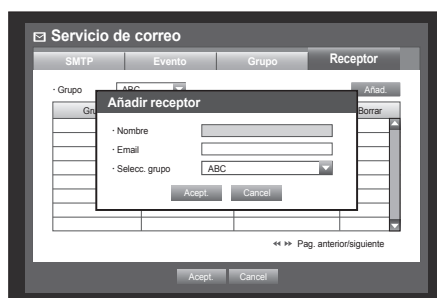 Servicio de correo
SMTP Evento Grupo Receptor
· Grupo ABC Añad.
Gru Borrar
Añadir receptor
· Nombre
· Email
· Selecc. grupo ABC
Acept. Cancel
Pag. anterior/siguiente
Acept. Cancel